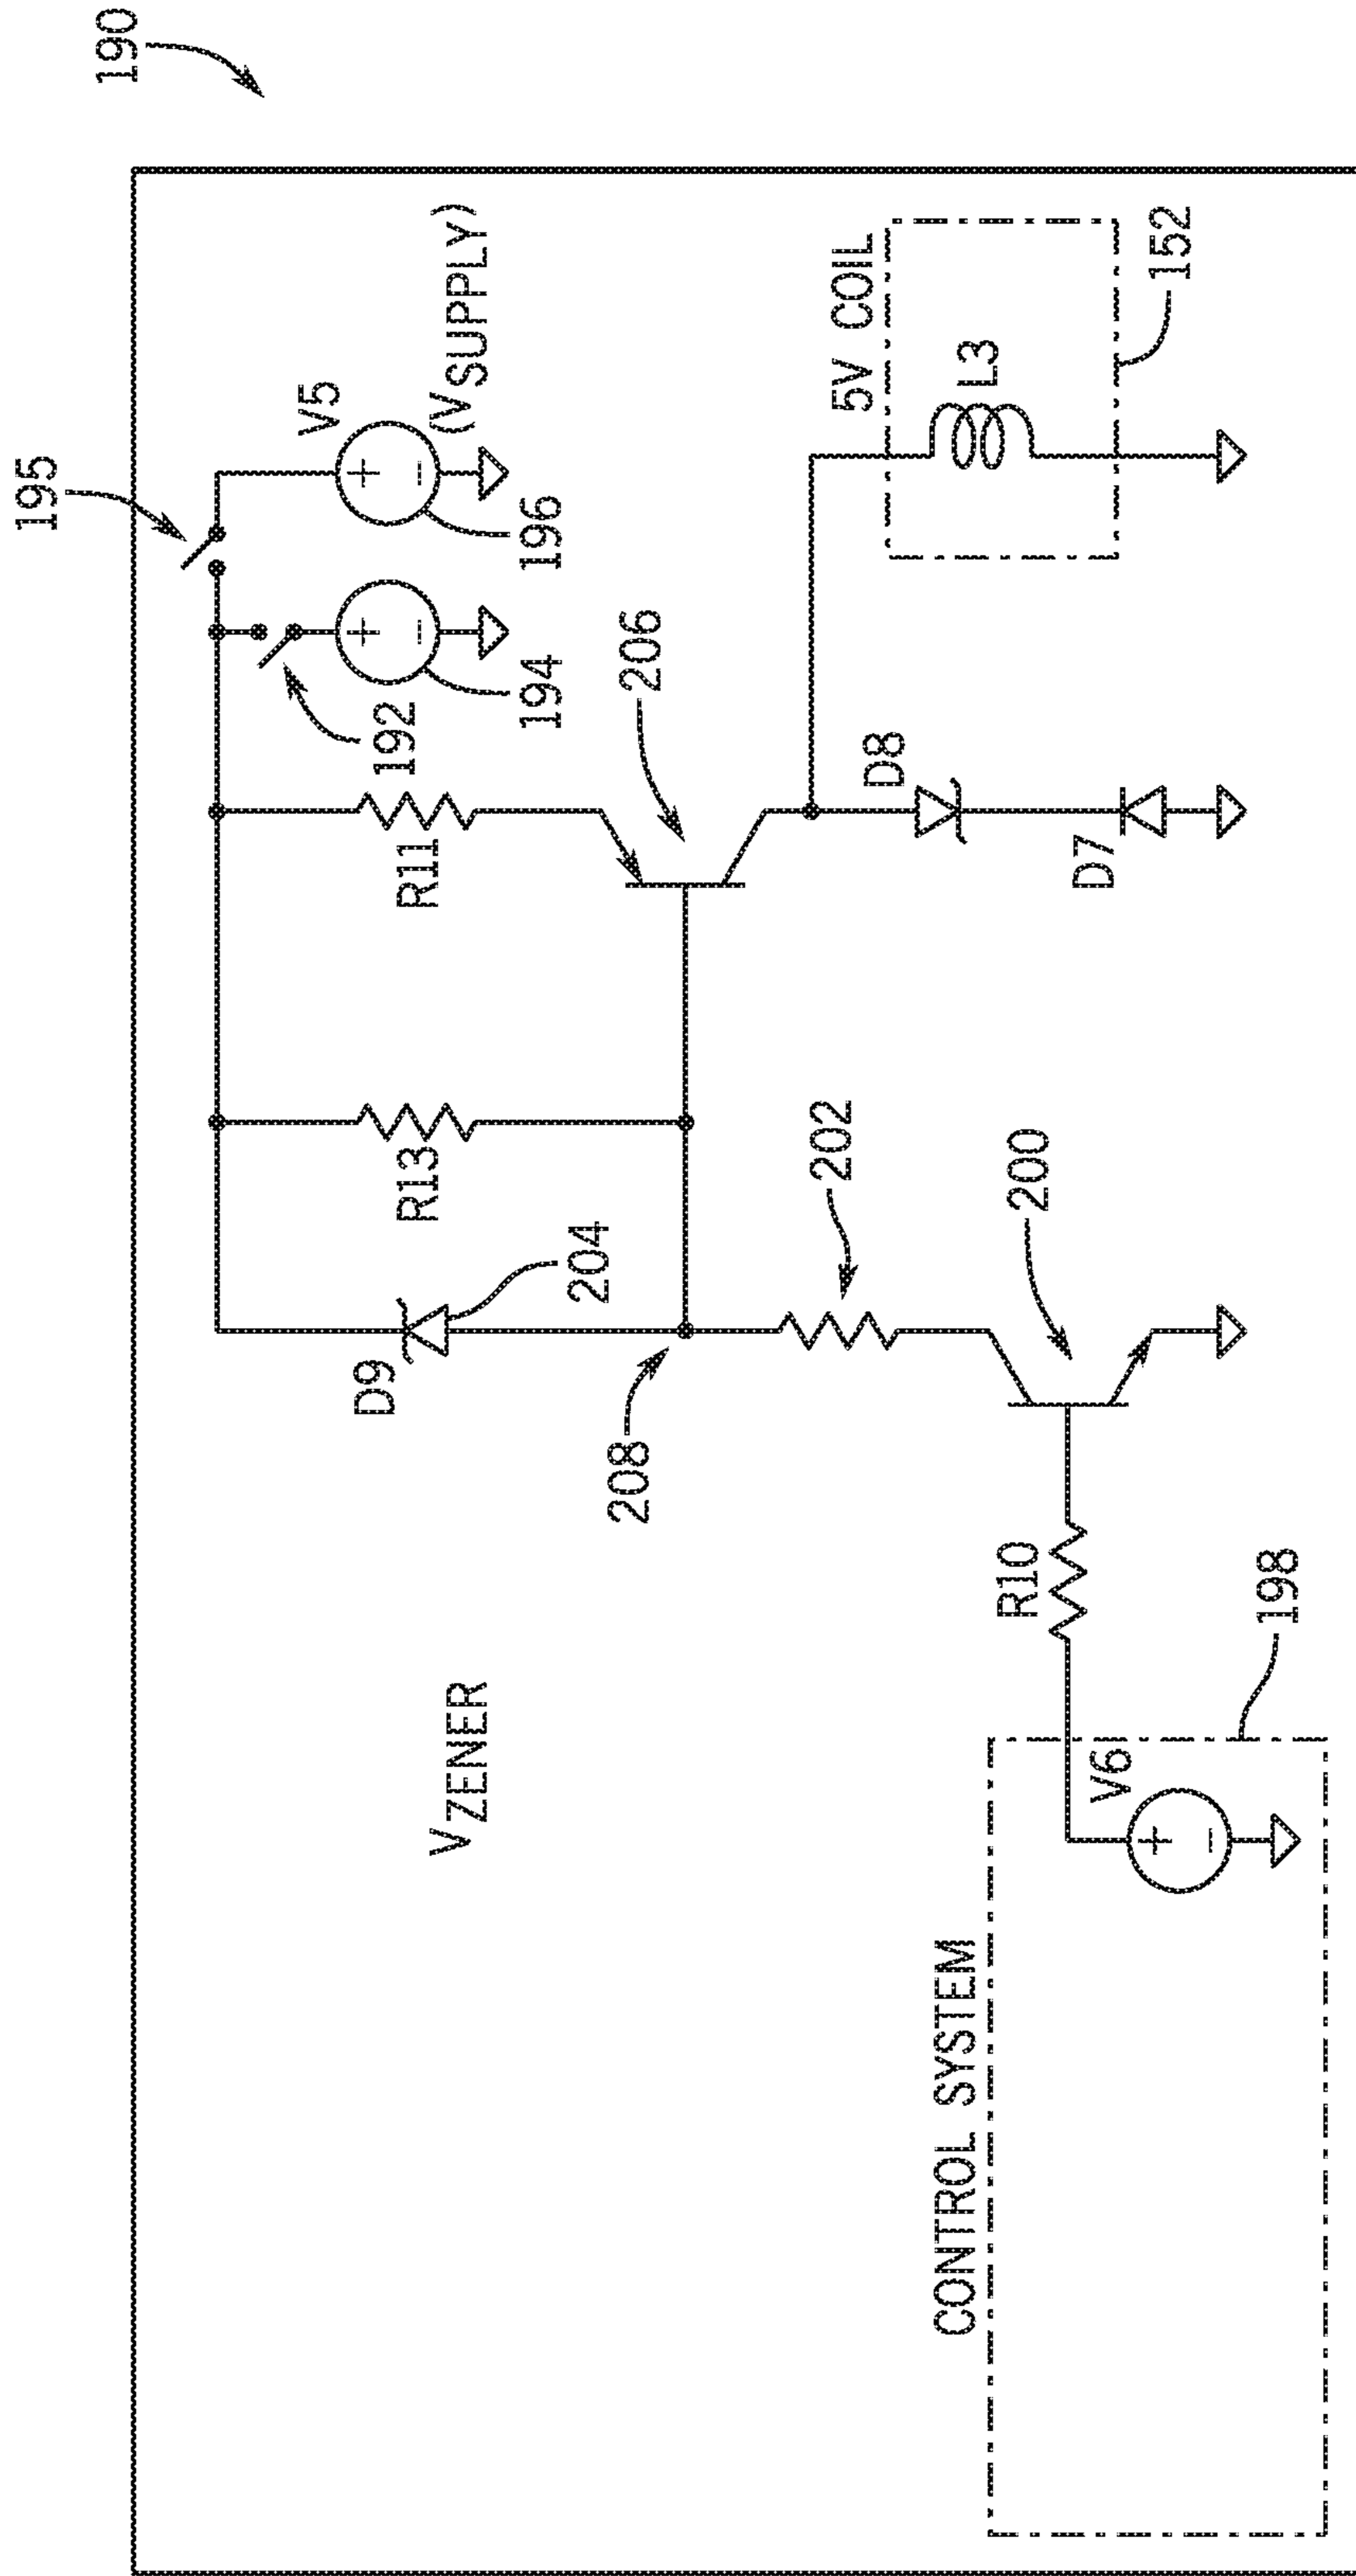 190
195
V5
(VSUPPLY)
196
194
192
R11
206
5V COIL
L3
152
D8
D7
R13
D9
204
208
202
200
VZENER
R10
198
V6
CONTROL SYSTEM
+
−
+
−
+
−